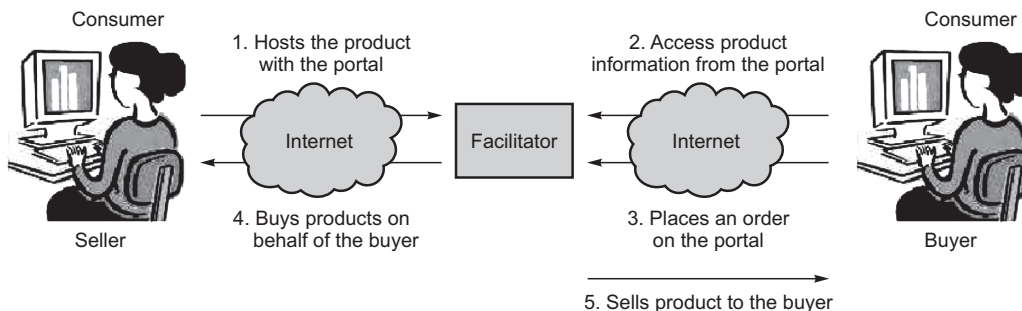 Consumer
Consumer
1. Hosts the product
with the portal
2. Access product
information from the portal
Internet
Facilitator
Internet
4. Buys products on
behalf of the buyer
3. Places an order
on the portal
Seller
Buyer
5. Sells product to the buyer